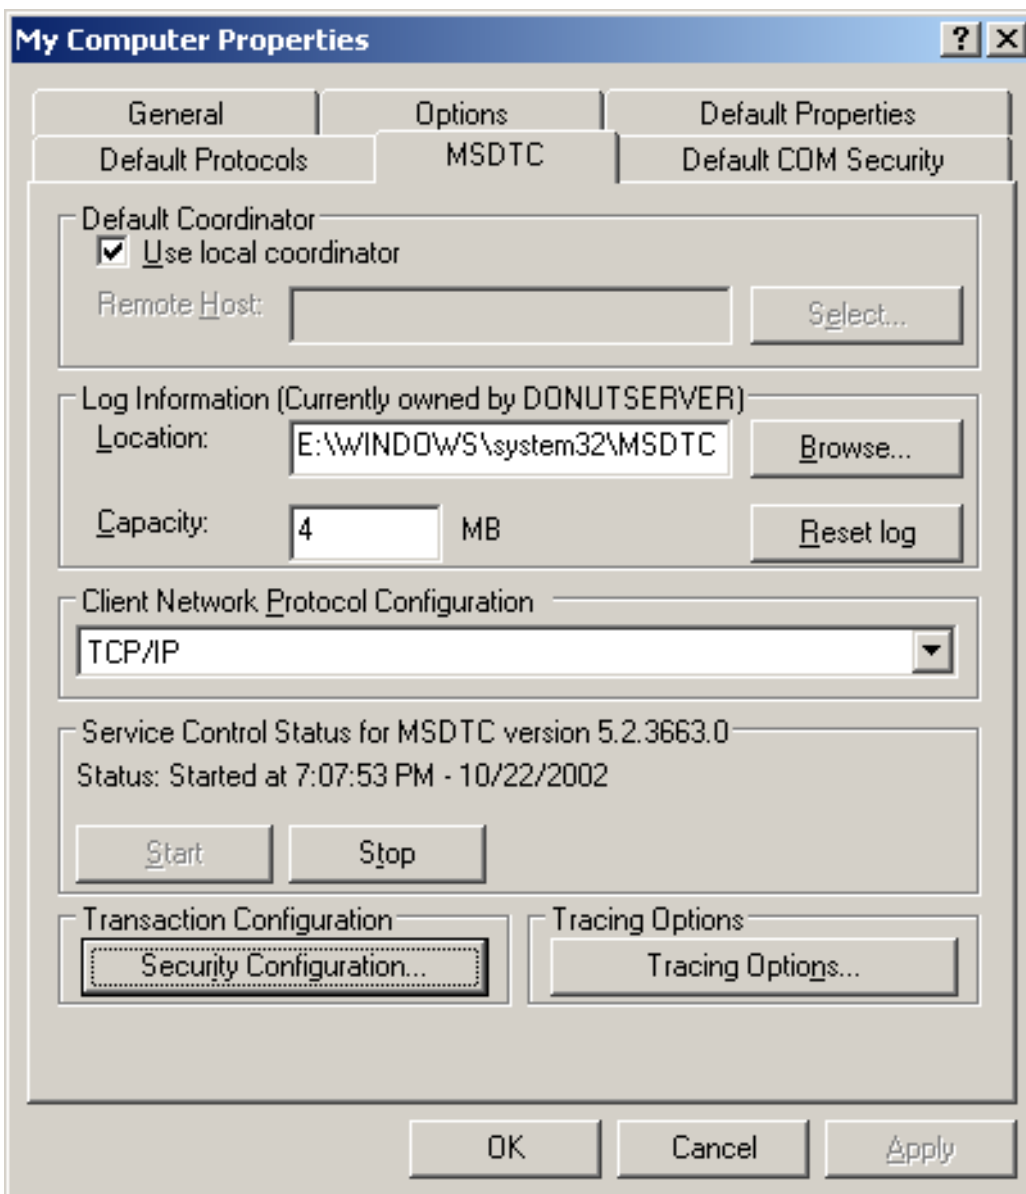 My Computer Properties
General Options Default Properties
Default Protocols MSDTC Default COM Security
Default Coordinator
Use local coordinator
Remote Host: Select...
Log Information (Currently owned by DONUTSERVER)
Location: E:\WINDOWS\system32\MSDTC Browse...
Capacity: 4 MB Reset log
Client Network Protocol Configuration
TCP/IP
Service Control Status for MSDTC version 5.2.3663.0
Status: Started at 7:07:53 PM - 10/22/2002
Start Stop
Transaction Configuration Tracing Options
Security Configuration... Tracing Options...
OK Cancel Apply